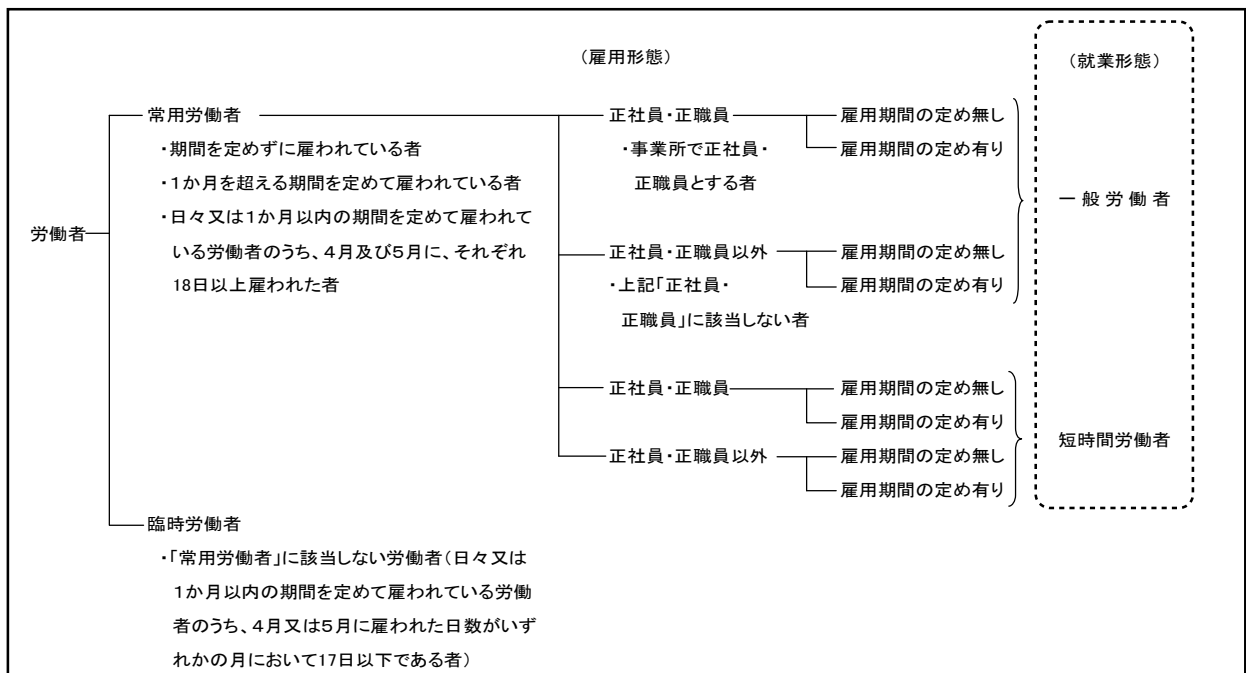 (雇用形態)
(就業形態)
労働者
常用労働者
・期間を定めずに雇われている者
・1か月を超える期間を定めて雇われている者
・日々又は1か月以内の期間を定めて雇われて
いる労働者のうち、4月及び5月に、それぞれ
18日以上雇われた者
正社員・正職員
・事業所で正社員・
正職員とする者
雇用期間の定め無し
雇用期間の定め有り
正社員・正職員以外
・上記「正社員・
正職員」に該当しない者
雇用期間の定め無し
雇用期間の定め有り
一般労働者
正社員・正職員
雇用期間の定め無し
雇用期間の定め有り
正社員・正職員以外
雇用期間の定め無し
雇用期間の定め有り
短時間労働者
臨時労働者
・「常用労働者」に該当しない労働者(日々又は
1か月以内の期間を定めて雇われている労働
者のうち、4月又は5月に雇われた日数がいず
れかの月において17日以下である者)